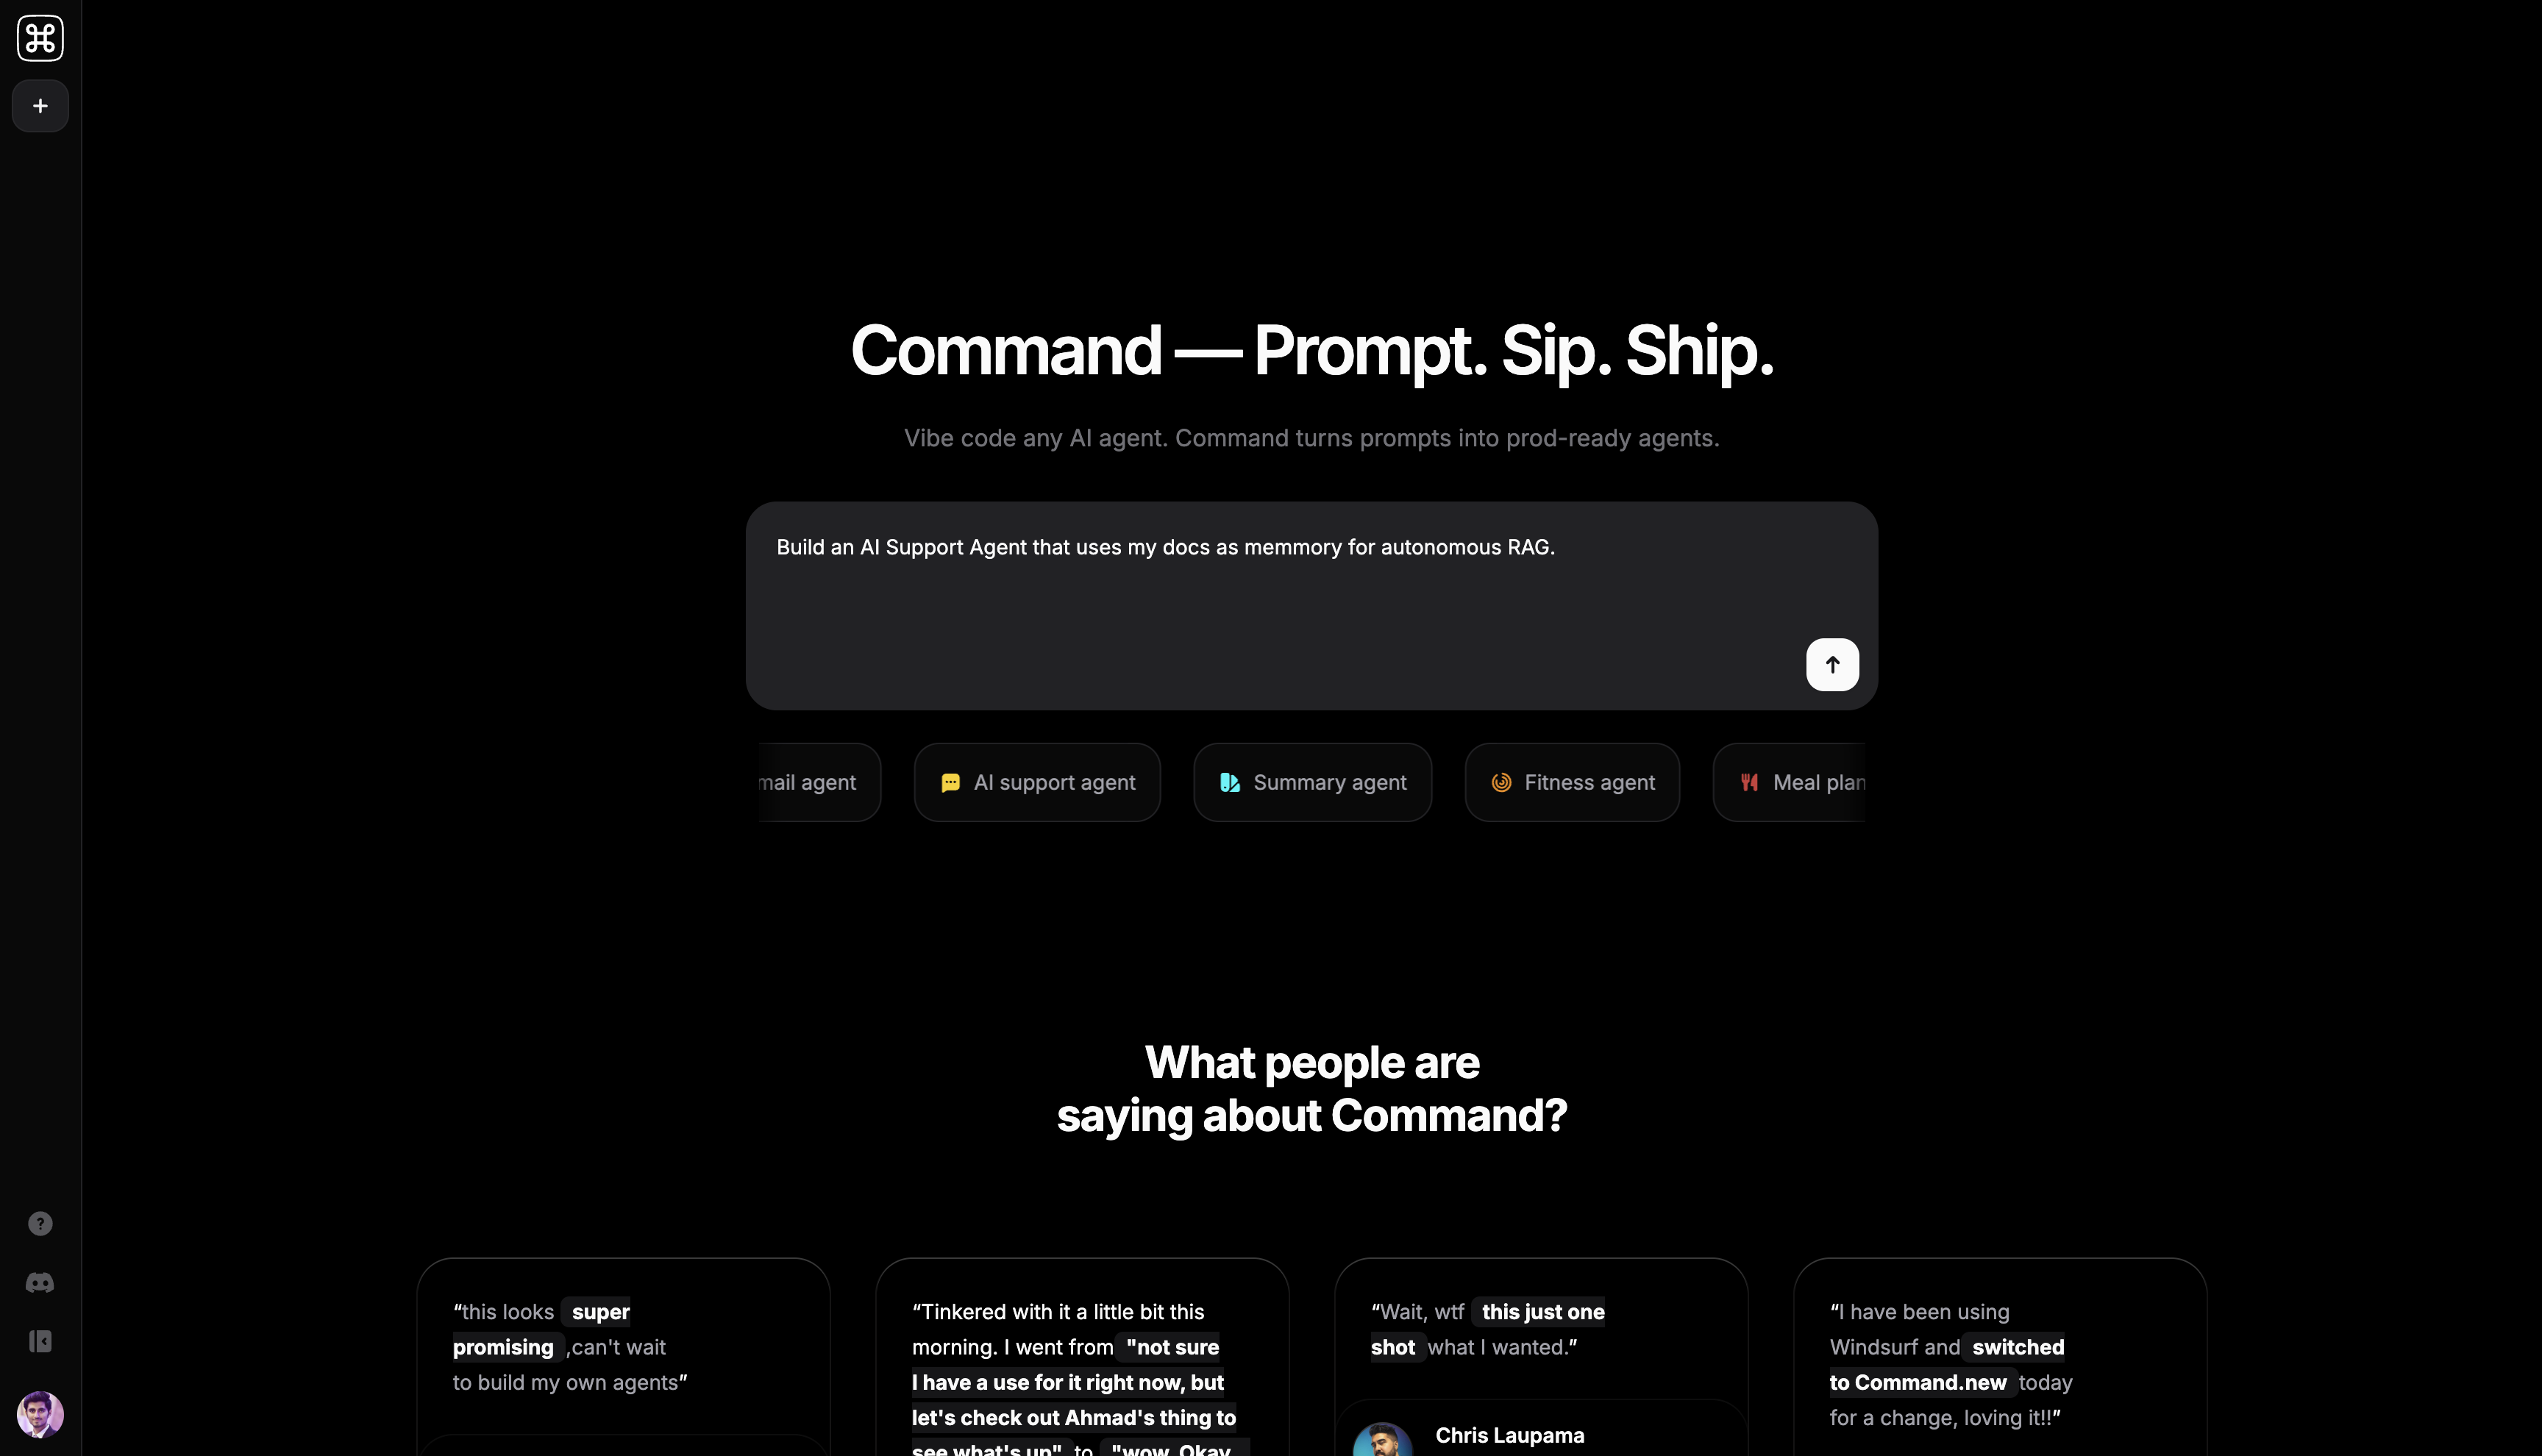 Command — Prompt. Sip. Ship.
Vibe code any AI agent. Command turns prompts into prod-ready agents.
Build an AI Support Agent that uses my docs as memmory for autonomous RAG.
mail agent
AI support agent
Summary agent
Fitness agent
Meal plan
What people are
saying about Command?
“this looks super
promising ,can't wait
to build my own agents”
“Tinkered with it a little bit this
morning. I went from "not sure
I have a use for it right now, but
let's check out Ahmad's thing to
see what's up" to "wow. Okay
“Wait, wtf this just one
shot what I wanted.”
Chris Laupama
“I have been using
Windsurf and switched
to Command.new today
for a change, loving it!!”